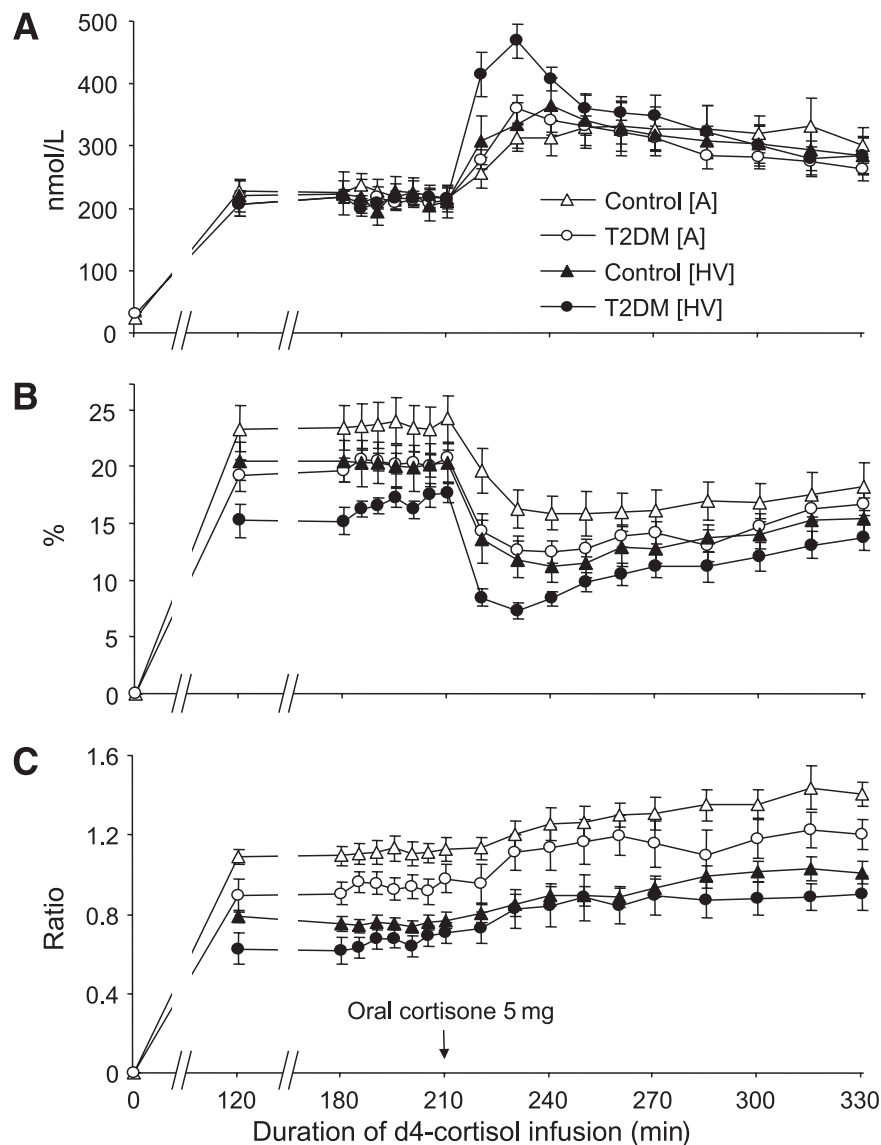 A
nmol/L
500
400
300
200
100
0
Control [A]
T2DM [A]
Control [HV]
T2DM [HV]
B
%
25
20
15
10
5
0
C
Ratio
1.6
1.2
0.8
0.4
0
Oral cortisone 5 mg
0 120 180 210 240 270 300 330
Duration of d4-cortisol infusion (min)